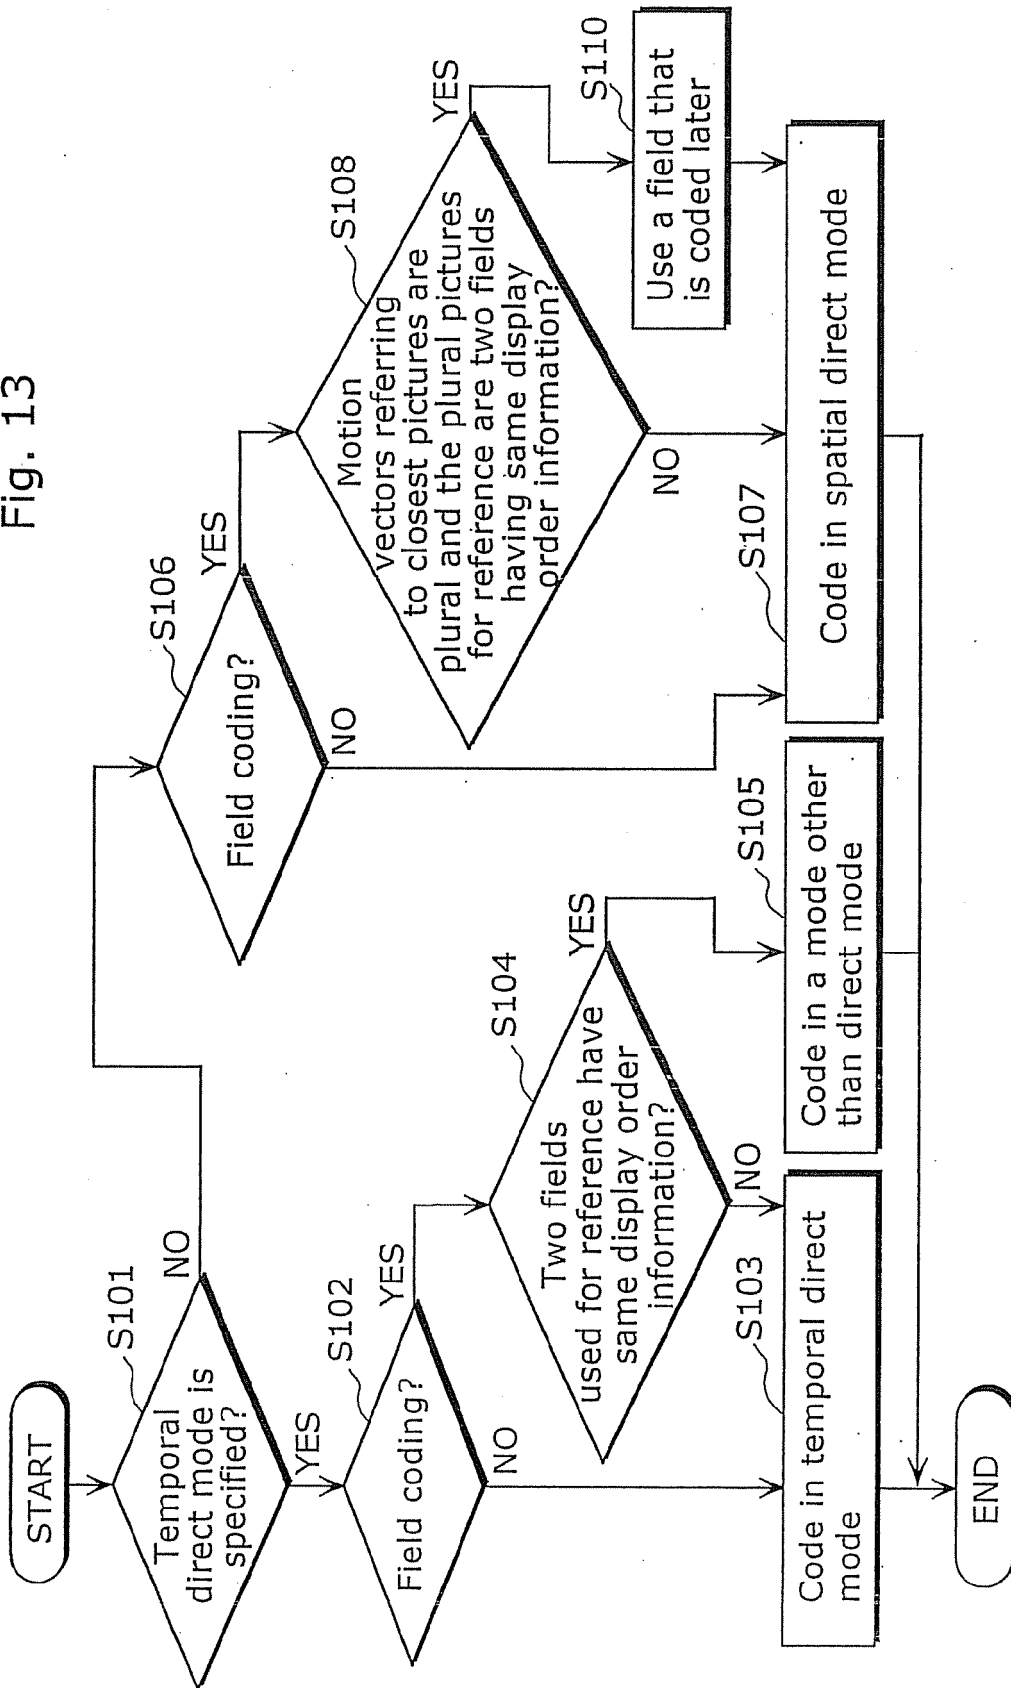 Fig. 13
START
S101
Temporal
direct mode is
specified?
NO
YES
S102
Field coding?
YES
NO
S104
Two fields
used for reference have
same display order
information?
YES
NO
S103
Code in temporal direct
mode
S105
Code in a mode other
than direct mode
S106
Field coding?
YES
NO
S108
Motion
vectors referring
to closest pictures are
plural and the plural pictures
for reference are two fields
having same display
order information?
YES
NO
S110
Use a field that
is coded later
S107
Code in spatial direct mode
END